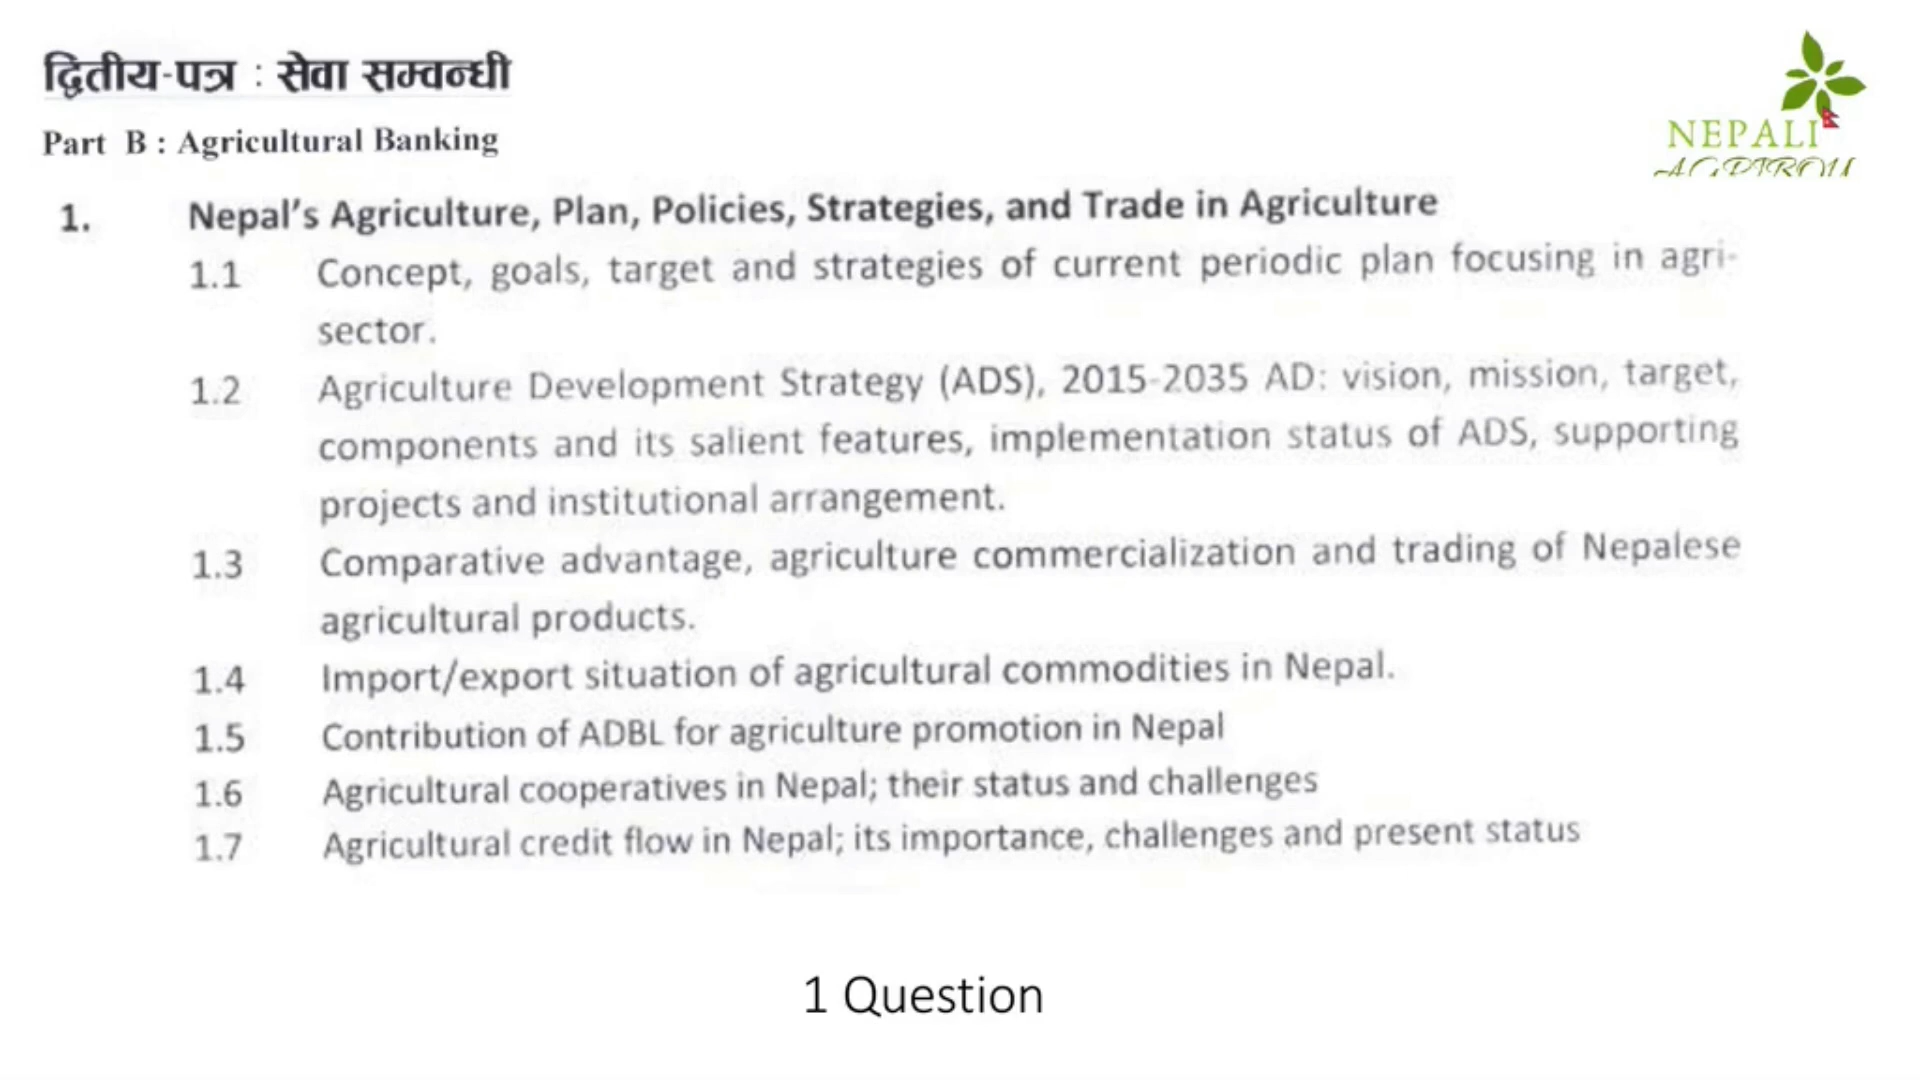 द्वितीय-पत्र : सेवा सम्वन्धी
Part B : Agricultural Banking
NEPALI
1. Nepal's Agriculture, Plan, Policies, Strategies, and Trade in Agriculture
1.1 Concept, goals, target and strategies of current periodic plan focusing in agri-
sector.
1.2 Agriculture Development Strategy (ADS), 2015-2035 AD: vision, mission, target,
components and its salient features, implementation status of ADS, supporting
projects and institutional arrangement.
1.3 Comparative advantage, agriculture commercialization and trading of Nepalese
agricultural products.
1.4 Import/export situation of agricultural commodities in Nepal.
1.5 Contribution of ADBL for agriculture promotion in Nepal
1.6 Agricultural cooperatives in Nepal; their status and challenges
1.7 Agricultural credit flow in Nepal; its importance, challenges and present status
1 Question